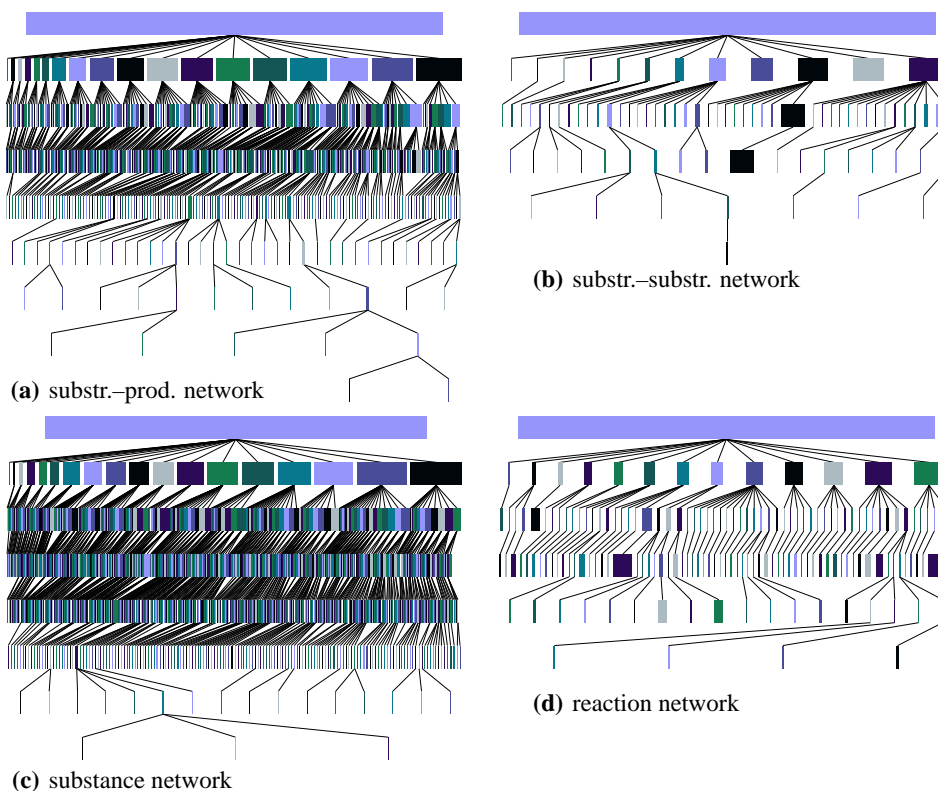 (b) substr.–substr. network
(a) substr.–prod. network
(d) reaction network
(c) substance network